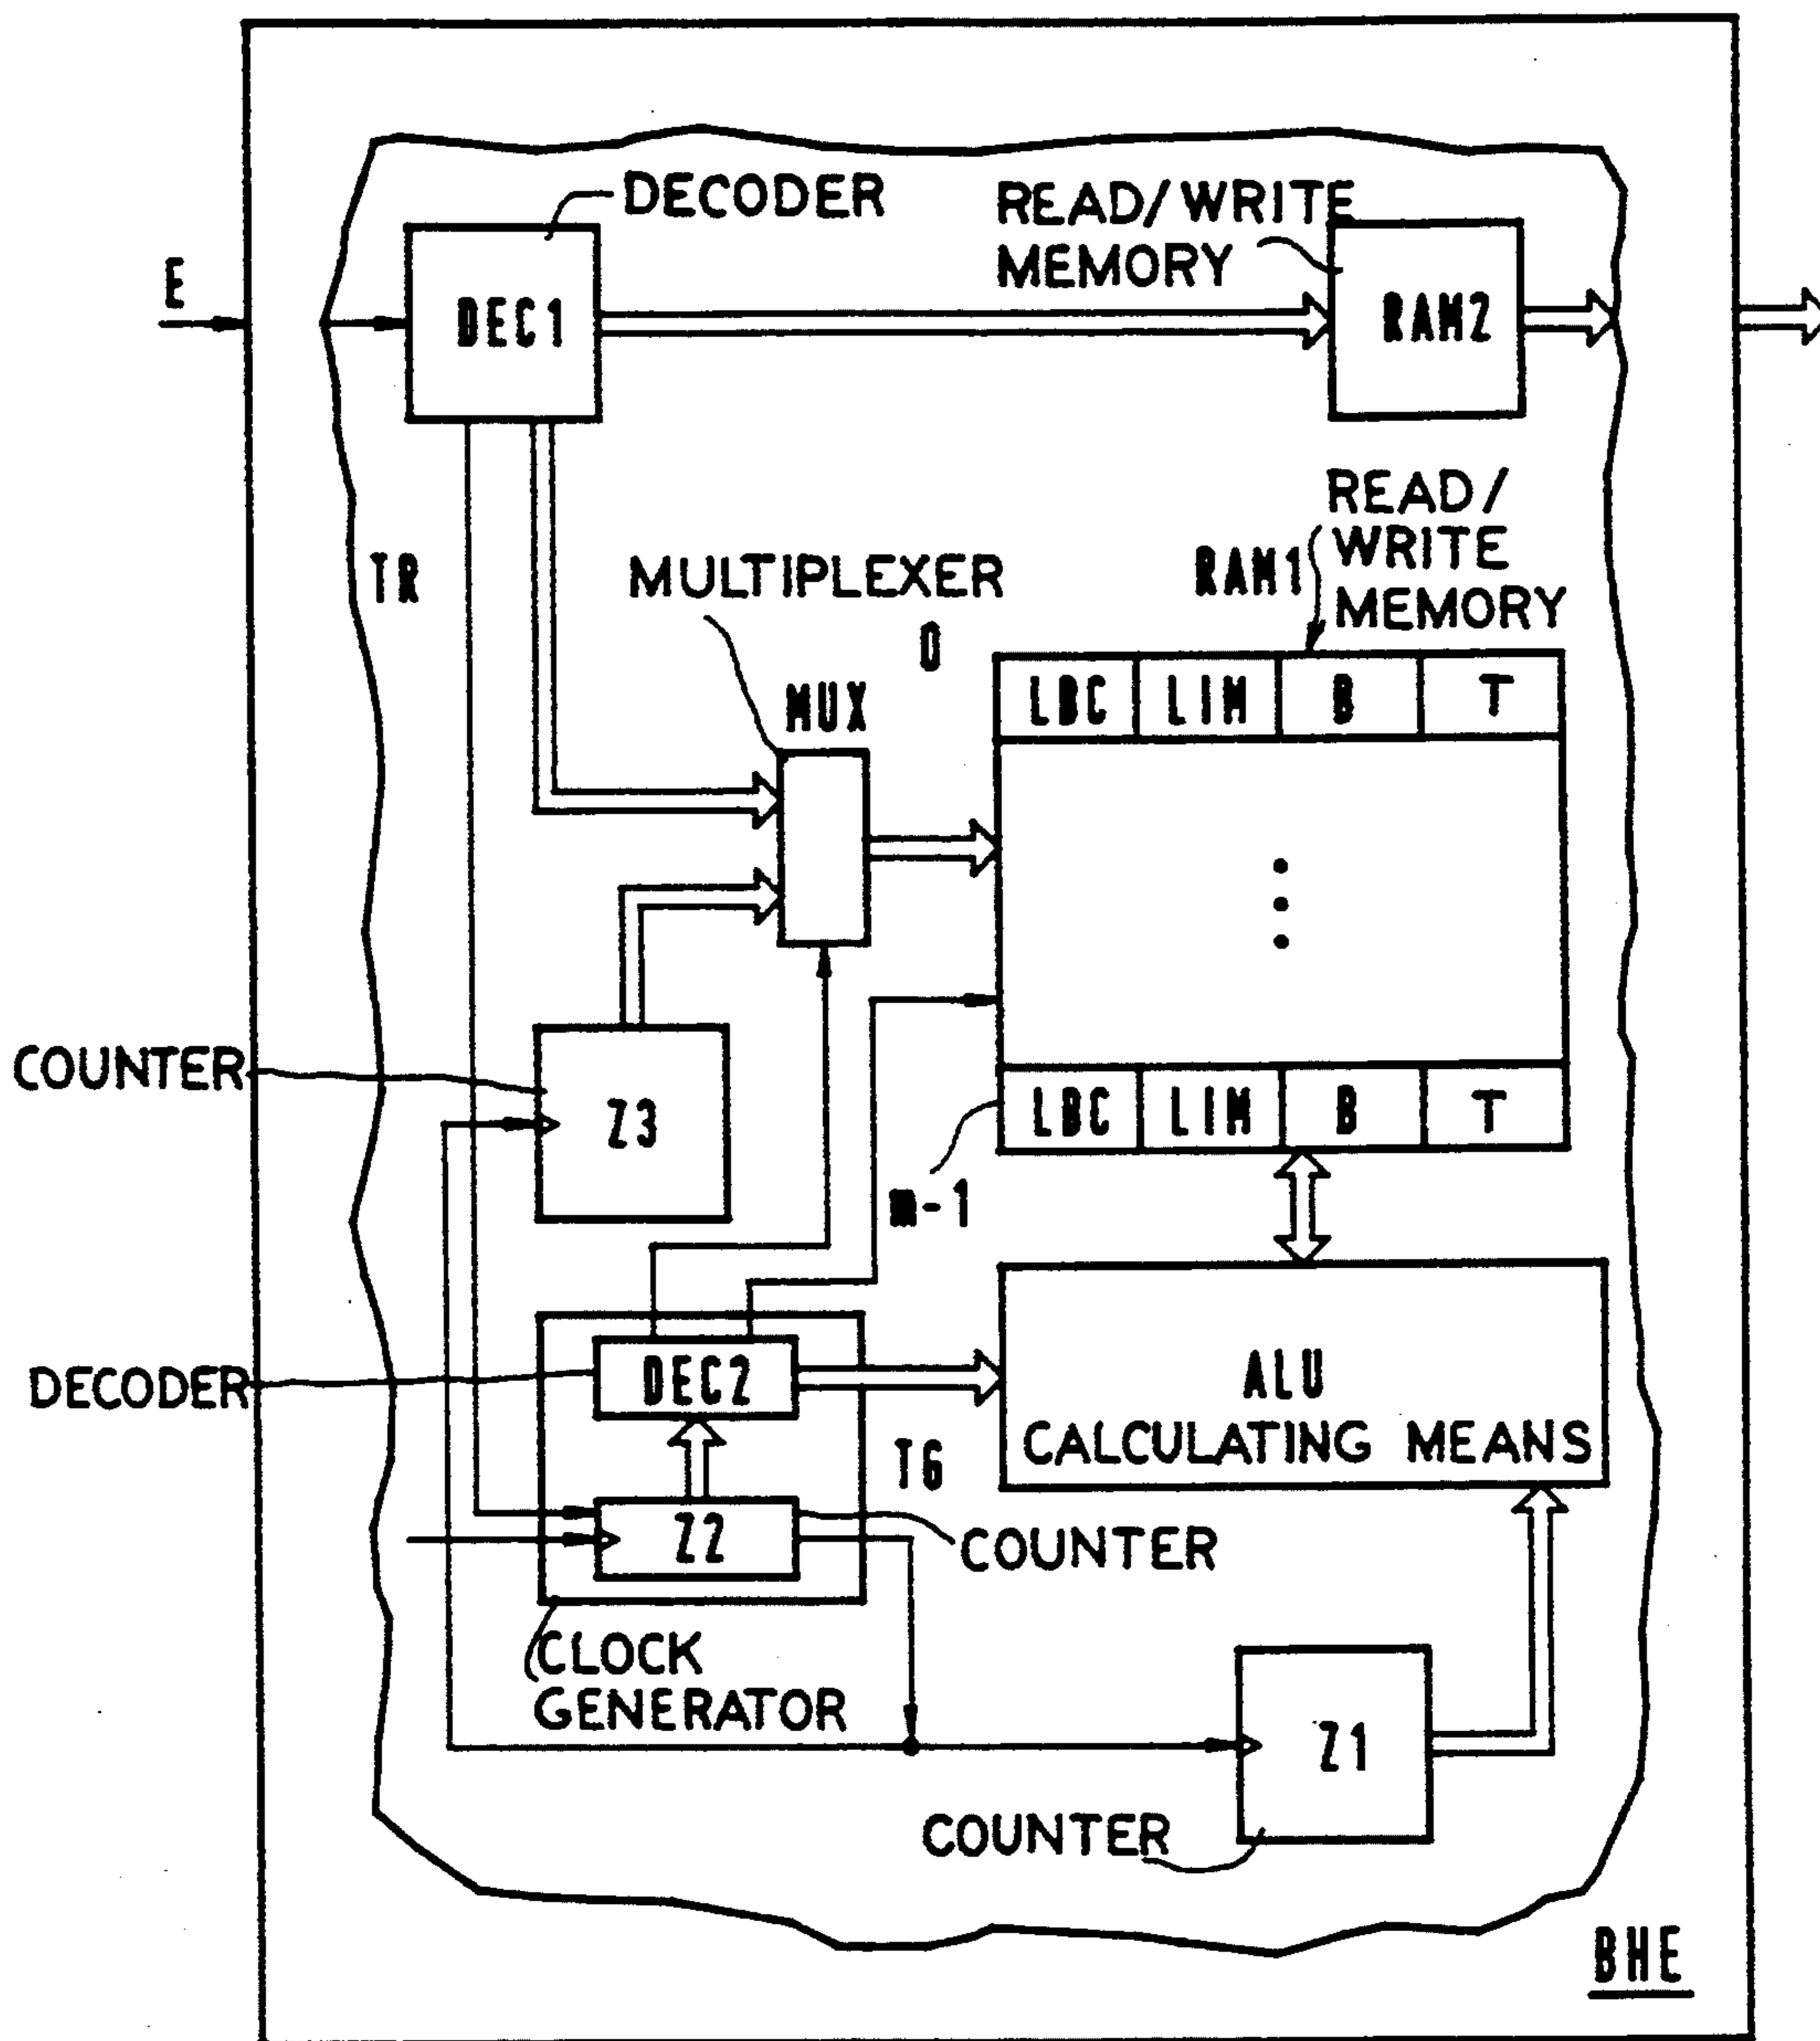 DECODER
READ/WRITE
MEMORY
E
DEC1
RAM2
READ/
WRITE
MEMORY
TR
RAM1
MULTIPLEXER
0
MUX
LBC LIM B T
COUNTER
Z3
LBC LIM B T
m-1
DECODER
DEC2
ALU
CALCULATING MEANS
TG
Z2
COUNTER
CLOCK
GENERATOR
Z1
COUNTER
BHE